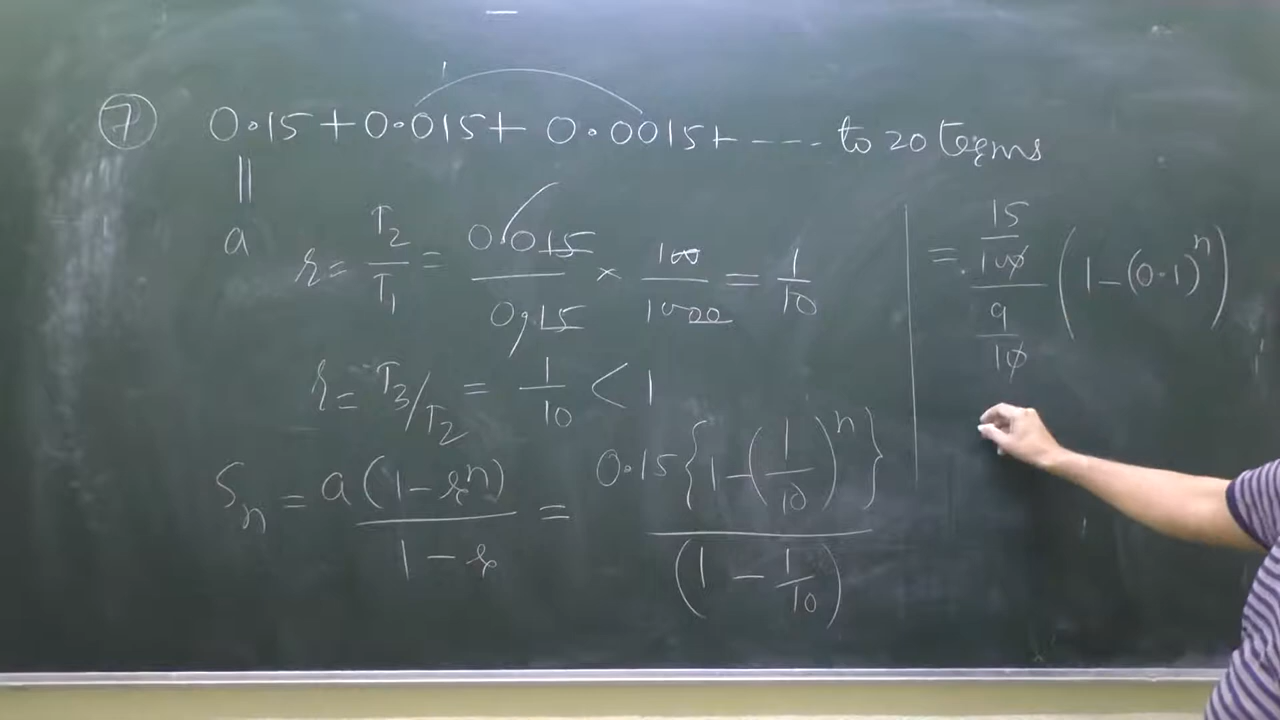 ⑦ 0.15 + 0.015 + 0.0015 + ---- to 20 terms
||
a
r = T₂/T₁ = 0.015/0.15 × 100/1000 = 1/10
r = T₃/T₂ = 1/10 < 1
Sₙ = a(1 - rⁿ)/(1 - r) = 0.15{1 - (1/10)ⁿ}/(1 - 1/10)
= (15/100)/(9/10) (1 - (0.1)ⁿ)